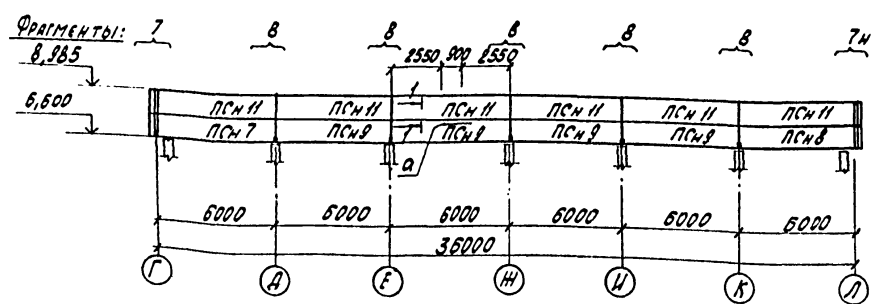 Фрагменты: 7 8 8 8 8 8 7н
8,985
2550 900 2550
6,600
1
ПСн 11 ПСн 11 ПСн 11 ПСн 11 ПСн 11 ПСн 11
ПСн 7 ПСн 9 1 ПСн 9 ПСн 9 ПСн 9 ПСн 8
а
6000 6000 6000 6000 6000 6000
36000
Г Д Е Ж И К Л